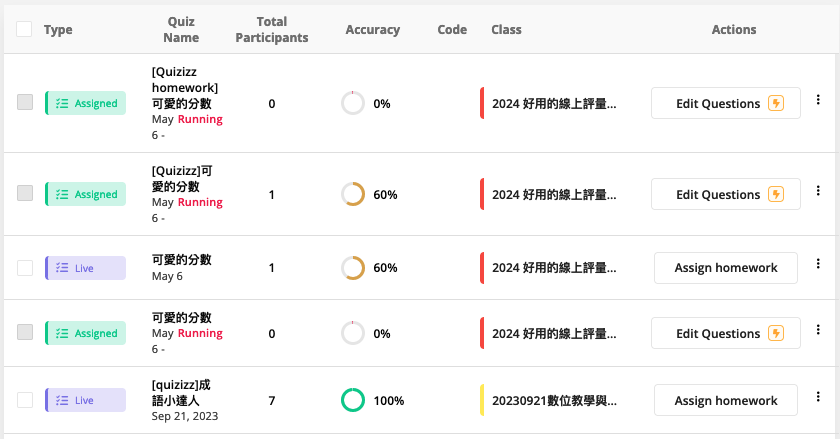 Type
Quiz
Name
Total
Participants
Accuracy
Code
Class
Actions
Assigned
[Quizizz
homework]
可愛的分數
May Running
6 -
0
0%
2024 好用的線上評量...
Edit Questions
Assigned
[Quizizz]可
愛的分數
May Running
6 -
1
60%
2024 好用的線上評量...
Edit Questions
Live
可愛的分數
May 6
1
60%
2024 好用的線上評量...
Assign homework
Assigned
可愛的分數
May Running
6 -
0
0%
2024 好用的線上評量...
Edit Questions
Live
[quizizz]成
語小達人
Sep 21, 2023
7
100%
20230921數位教學與...
Assign homework